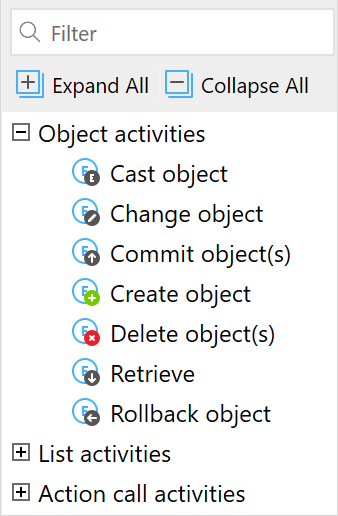 Filter
Expand All Collapse All
Object activities
Cast object
Change object
Commit object(s)
Create object
Delete object(s)
Retrieve
Rollback object
List activities
Action call activities